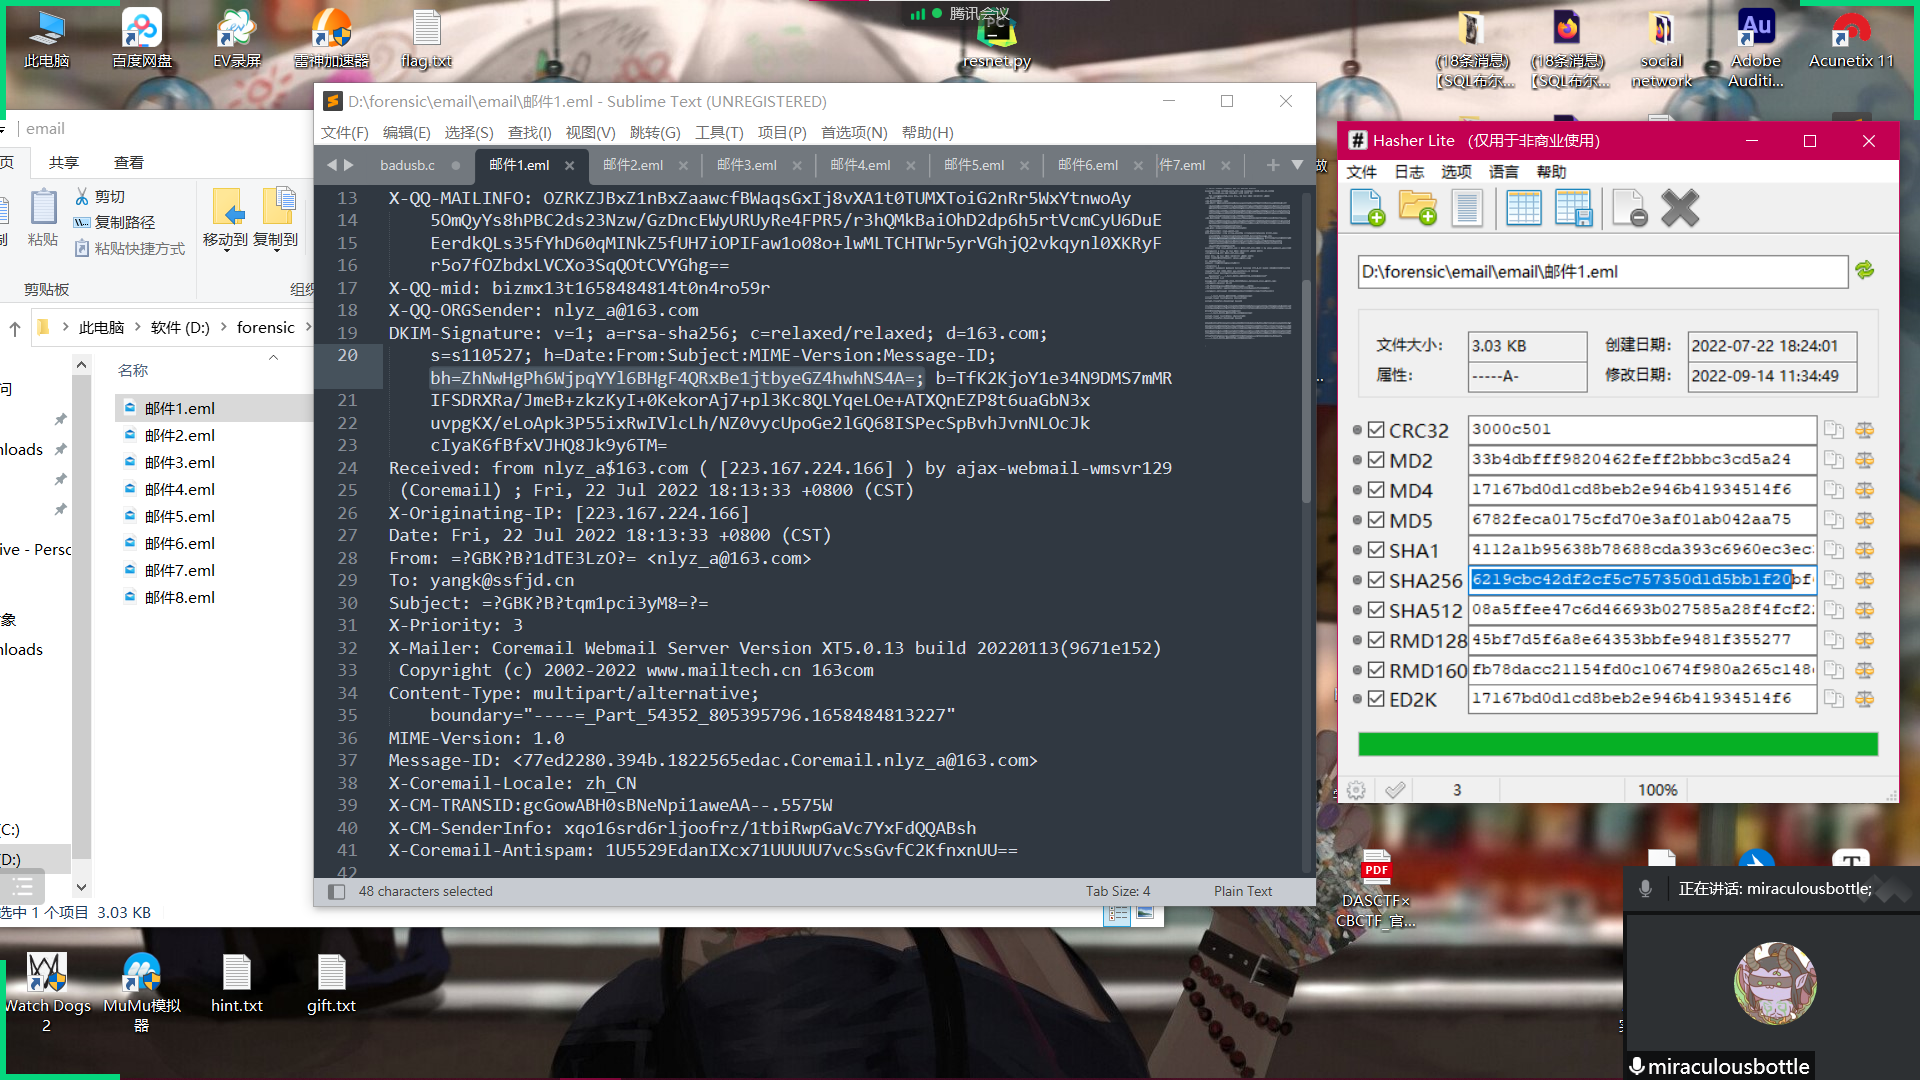 腾讯会议
此电脑
百度网盘
EV录屏
雷神加速器
flag.txt
resnet.py
(18条消息)
【SQL布尔...
(18条消息)
【SQL布尔...
social
network
Adobe
Auditi...
Acunetix 11
email
页
共享
查看
剪切
复制路径
粘贴快捷方式
粘贴
移动到
复制到
剪贴板
组织
此电脑
软件 (D:)
forensic
名称
问
nloads
ive - Persc
nloads
C:)
D:)
邮件1.eml
邮件2.eml
邮件3.eml
邮件4.eml
邮件5.eml
邮件6.eml
邮件7.eml
邮件8.eml
选中 1 个项目 3.03 KB
D:\forensic\email\email\邮件1.eml - Sublime Text (UNREGISTERED)
文件(F) 编辑(E) 选择(S) 查找(I) 视图(V) 跳转(G) 工具(T) 项目(P) 首选项(N) 帮助(H)
badusb.c 邮件1.eml 邮件2.eml 邮件3.eml 邮件4.eml 邮件5.eml 邮件6.eml 件7.eml
13 X-QQ-MAILINFO: OZRKZJBxZ1nBxZaawcfBWaqsGxIj8vXA1t0TUMXToiG2nRr5WxYtnwoAy
14 5OmQyYs8hPBC2ds23Nzw/GzDncEWyURUyRe4FPR5/r3hQMkBaiOhD2dp6h5rtVcmCyU6DuE
15 EerdkQLs35fYhD60qMINkZ5fUH7iOPIFaw1o08o+lwMLTCHTWr5yrVGhjQ2vkqynl0XKRyF
16 r5o7fOZbdxLVCXo3SqQOtCVYGhg==
17 X-QQ-mid: bizmx13t1658484814t0n4ro59r
18 X-QQ-ORGSender: nlyz_a@163.com
19 DKIM-Signature: v=1; a=rsa-sha256; c=relaxed/relaxed; d=163.com;
20 s=s110527; h=Date:From:Subject:MIME-Version:Message-ID;
bh=ZhNwHgPh6WjpqYYl6BHgF4QRxBe1jtbyeGZ4hwhNS4A=; b=TfK2KjoY1e34N9DMS7mMR
21 IFSDRXRa/JmeB+zkzKyI+0KekorAj7+pl3Kc8QLYqeLOe+ATXQnEZP8t6uaGbN3x
22 uvpgKX/eLoApk3P55ixRwIVlcLh/NZ0vycUpoGe2lGQ68ISPecSpBvhJvnNLOcJk
23 cIyaK6fBfxVJHQ8Jk9y6TM=
24 Received: from nlyz_a$163.com ( [223.167.224.166] ) by ajax-webmail-wmsvr129
25 (Coremail) ; Fri, 22 Jul 2022 18:13:33 +0800 (CST)
26 X-Originating-IP: [223.167.224.166]
27 Date: Fri, 22 Jul 2022 18:13:33 +0800 (CST)
28 From: =?GBK?B?1dTE3LzO?= <nlyz_a@163.com>
29 To: yangk@ssfjd.cn
30 Subject: =?GBK?B?tqm1pci3yM8=?=
31 X-Priority: 3
32 X-Mailer: Coremail Webmail Server Version XT5.0.13 build 20220113(9671e152)
33 Copyright (c) 2002-2022 www.mailtech.cn 163com
34 Content-Type: multipart/alternative;
35 boundary="----=_Part_54352_805395796.1658484813227"
36 MIME-Version: 1.0
37 Message-ID: <77ed2280.394b.1822565edac.Coremail.nlyz_a@163.com>
38 X-Coremail-Locale: zh_CN
39 X-CM-TRANSID:gcGowABH0sBNeNpi1aweAA--.5575W
40 X-CM-SenderInfo: xqo16srd6rljoofrz/1tbiRwpGaVc7YxFdQQABsh
41 X-Coremail-Antispam: 1U5529EdanIXcx71UUUUU7vcSsGvfC2KfnxnUU==
42
48 characters selected
Tab Size: 4
Plain Text
Hasher Lite (仅用于非商业使用)
文件 日志 选项 语言 帮助
D:\forensic\email\email\邮件1.eml
文件大小: 3.03 KB 创建日期: 2022-07-22 18:24:01
属性: -----A- 修改日期: 2022-09-14 11:34:49
CRC32 3000c501
MD2 33b4dbfff9820462feff2bbbc3cd5a24
MD4 17167bd0d1cd8beb2e946b41934514f6
MD5 6782feca0175cfd70e3af01ab042aa75
SHA1 4112a1b95638b78688cda393c6960ec3ec
SHA256 6219cbc42df2cf5c757350d1d5bb1f20bf
SHA512 08a5ffee47c6d46693b027585a28f4fcf2
RMD128 45bf7d5f6a8e64353bbfe9481f355277
RMD160 fb78dacc21154fd0c10674f980a265c148
ED2K 17167bd0d1cd8beb2e946b41934514f6
3
100%
PDF
DASCTF×
CBCTF_官...
正在讲话: miraculousbottle;
miraculousbottle
Watch Dogs
2
MuMu模拟
器
hint.txt
gift.txt